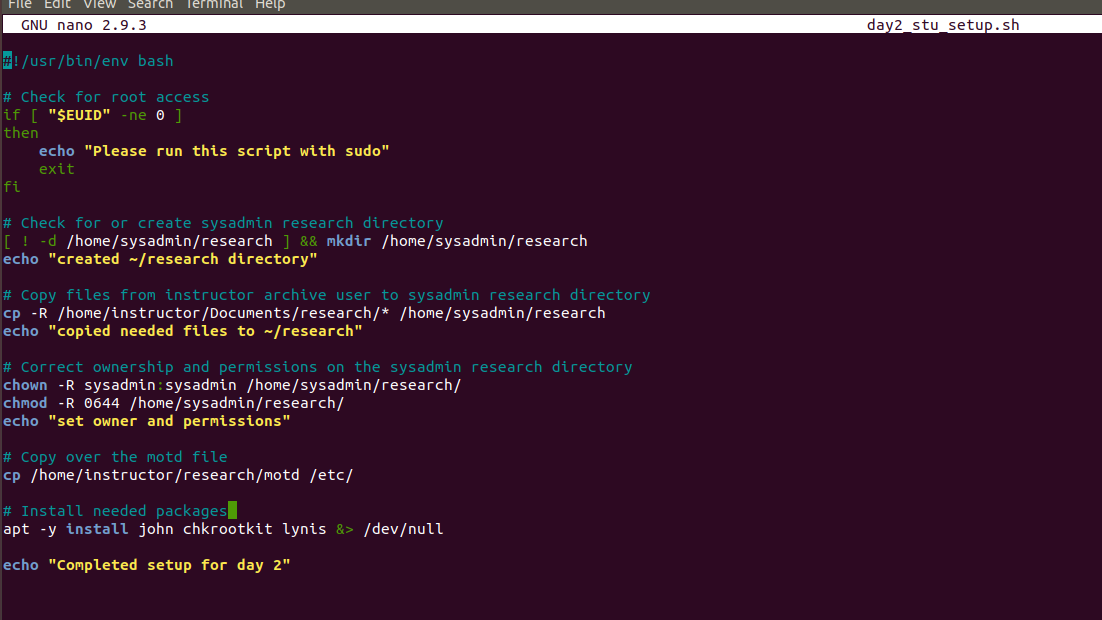 File Edit View Search Terminal Help
GNU nano 2.9.3 day2_stu_setup.sh
#!/usr/bin/env bash
# Check for root access
if [ "$EUID" -ne 0 ]
then
    echo "Please run this script with sudo"
    exit
fi
# Check for or create sysadmin research directory
[ ! -d /home/sysadmin/research ] && mkdir /home/sysadmin/research
echo "created ~/research directory"
# Copy files from instructor archive user to sysadmin research directory
cp -R /home/instructor/Documents/research/* /home/sysadmin/research
echo "copied needed files to ~/research"
# Correct ownership and permissions on the sysadmin research directory
chown -R sysadmin:sysadmin /home/sysadmin/research/
chmod -R 0644 /home/sysadmin/research/
echo "set owner and permissions"
# Copy over the motd file
cp /home/instructor/research/motd /etc/
# Install needed packages
apt -y install john chkrootkit lynis &> /dev/null
echo "Completed setup for day 2"